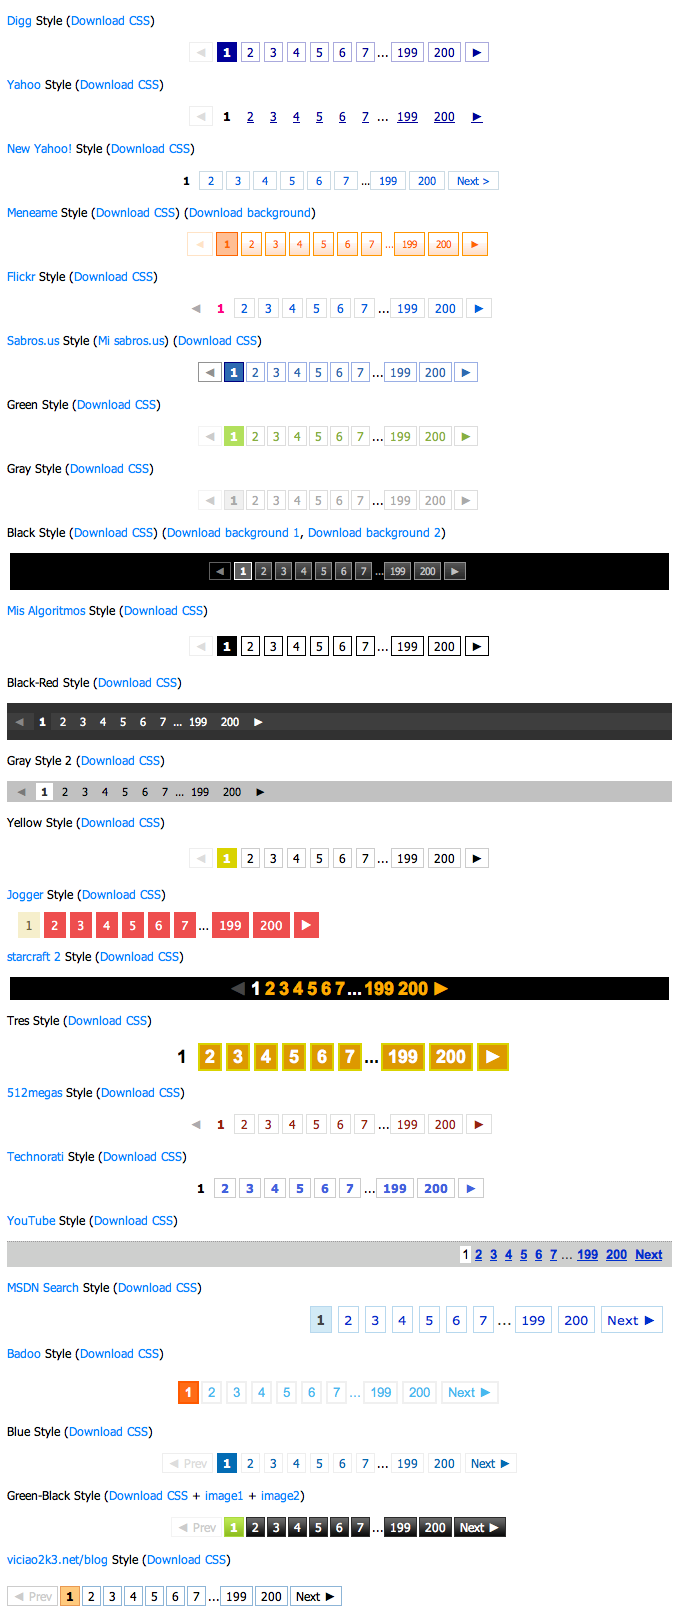 Digg Style (Download CSS)
◀ 1 2 3 4 5 6 7 ... 199 200 ▶
Yahoo Style (Download CSS)
◀ 1 2 3 4 5 6 7 ... 199 200 ▶
New Yahoo! Style (Download CSS)
1 2 3 4 5 6 7 ... 199 200 Next >
Meneame Style (Download CSS) (Download background)
◀ 1 2 3 4 5 6 7 ... 199 200 ▶
Flickr Style (Download CSS)
◀ 1 2 3 4 5 6 7 ... 199 200 ▶
Sabros.us Style (Mi sabros.us) (Download CSS)
◀ 1 2 3 4 5 6 7 ... 199 200 ▶
Green Style (Download CSS)
◀ 1 2 3 4 5 6 7 ... 199 200 ▶
Gray Style (Download CSS)
◀ 1 2 3 4 5 6 7 ... 199 200 ▶
Black Style (Download CSS) (Download background 1, Download background 2)
◀ 1 2 3 4 5 6 7 ... 199 200 ▶
Mis Algoritmos Style (Download CSS)
◀ 1 2 3 4 5 6 7 ... 199 200 ▶
Black-Red Style (Download CSS)
◀ 1 2 3 4 5 6 7 ... 199 200 ▶
Gray Style 2 (Download CSS)
◀ 1 2 3 4 5 6 7 ... 199 200 ▶
Yellow Style (Download CSS)
◀ 1 2 3 4 5 6 7 ... 199 200 ▶
Jogger Style (Download CSS)
1 2 3 4 5 6 7 ... 199 200 ▶
starcraft 2 Style (Download CSS)
◀ 1 2 3 4 5 6 7 ... 199 200 ▶
Tres Style (Download CSS)
1 2 3 4 5 6 7 ... 199 200 ▶
512megas Style (Download CSS)
◀ 1 2 3 4 5 6 7 ... 199 200 ▶
Technorati Style (Download CSS)
1 2 3 4 5 6 7 ... 199 200 ▶
YouTube Style (Download CSS)
1 2 3 4 5 6 7 ... 199 200 Next
MSDN Search Style (Download CSS)
1 2 3 4 5 6 7 ... 199 200 Next ▶
Badoo Style (Download CSS)
1 2 3 4 5 6 7 ... 199 200 Next ▶
Blue Style (Download CSS)
◀ Prev 1 2 3 4 5 6 7 ... 199 200 Next ▶
Green-Black Style (Download CSS + image1 + image2)
◀ Prev 1 2 3 4 5 6 7 ... 199 200 Next ▶
viciao2k3.net/blog Style (Download CSS)
◀ Prev 1 2 3 4 5 6 7 ... 199 200 Next ▶